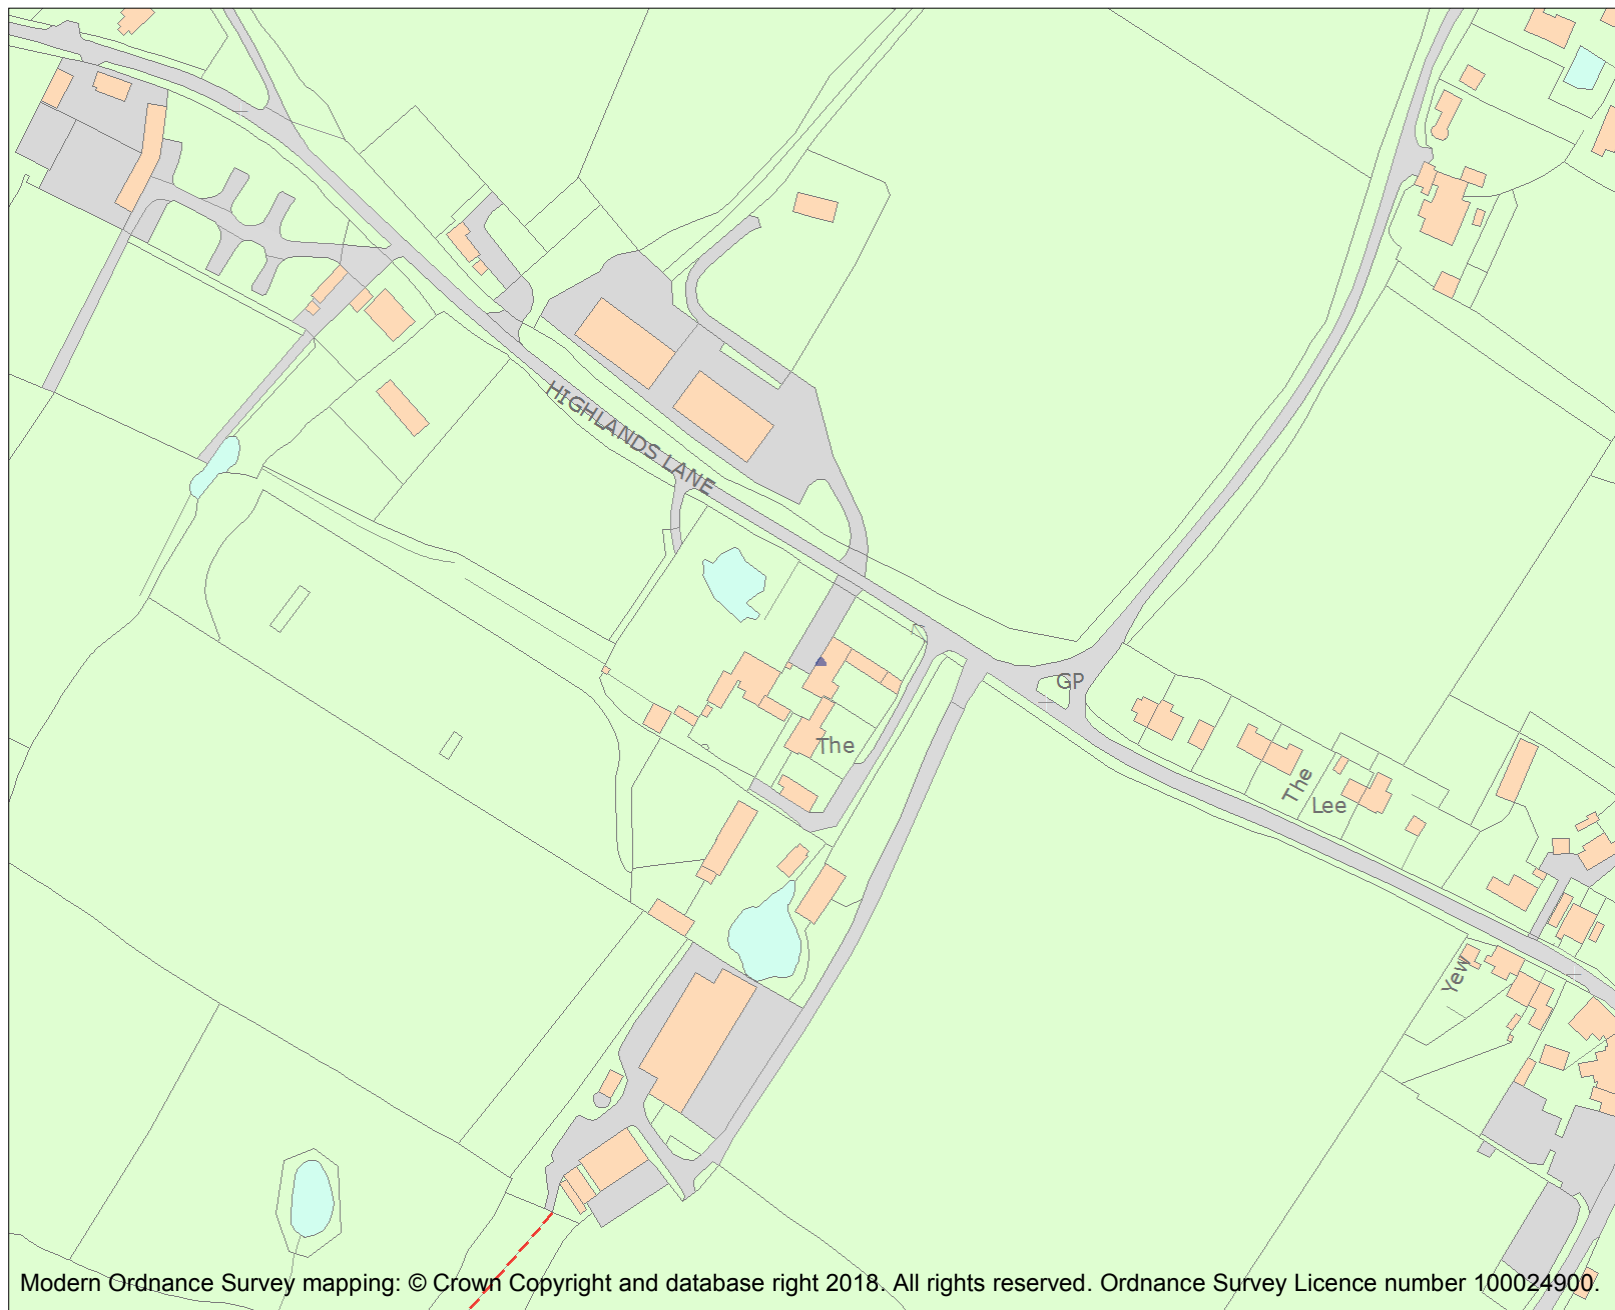 HIGHLANDS LANE
GP
The
The
Lee
Yew
Modern Ordnance Survey mapping: © Crown Copyright and database right 2018. All rights reserved. Ordnance Survey Licence number 100024900.